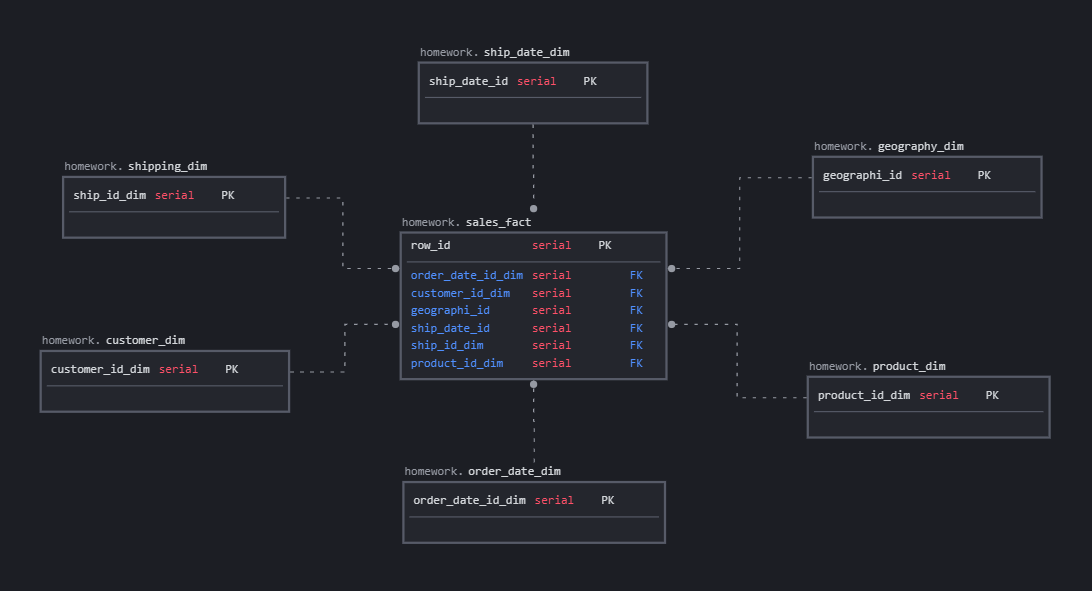 homework. ship_date_dim
ship_date_id serial PK
homework. geography_dim
geographi_id serial PK
homework. shipping_dim
ship_id_dim serial PK
homework. sales_fact
row_id serial PK
order_date_id_dim serial FK
customer_id_dim serial FK
geographi_id serial FK
ship_date_id serial FK
ship_id_dim serial FK
product_id_dim serial FK
homework. customer_dim
customer_id_dim serial PK
homework. product_dim
product_id_dim serial PK
homework. order_date_dim
order_date_id_dim serial PK